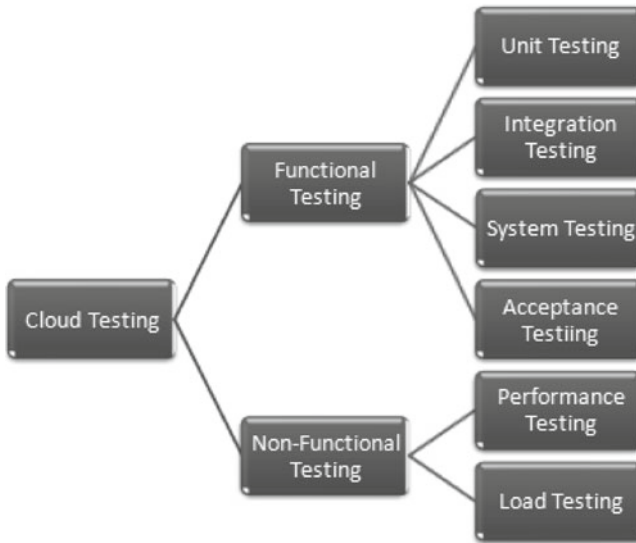 Cloud Testing
Functional
Testing
Non-Functional
Testing
Unit Testing
Integration
Testing
System Testing
Acceptance
Testiing
Performance
Testing
Load Testing